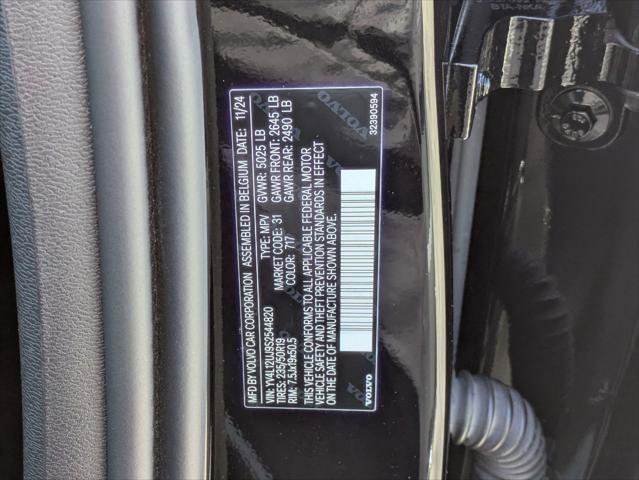 MFD BY VOLVO CAR CORPORATION ASSEMBLED IN BELGIUM DATE: 11/24
VIN: YV4L12UJ9S2544820 TYPE: MPV GVWR: 5025 LB
TIRES: 235/50R19 MARKET CODE: 31 GAWR FRONT: 2645 LB
RIM: 7.5Jx19x50.5 COLOR: 717 GAWR REAR: 2490 LB
THIS VEHICLE CONFORMS TO ALL APPLICABLE FEDERAL MOTOR
VEHICLE SAFETY AND THEFT PREVENTION STANDARDS IN EFFECT
ON THE DATE OF MANUFACTURE SHOWN ABOVE.
VOLVO 32390594